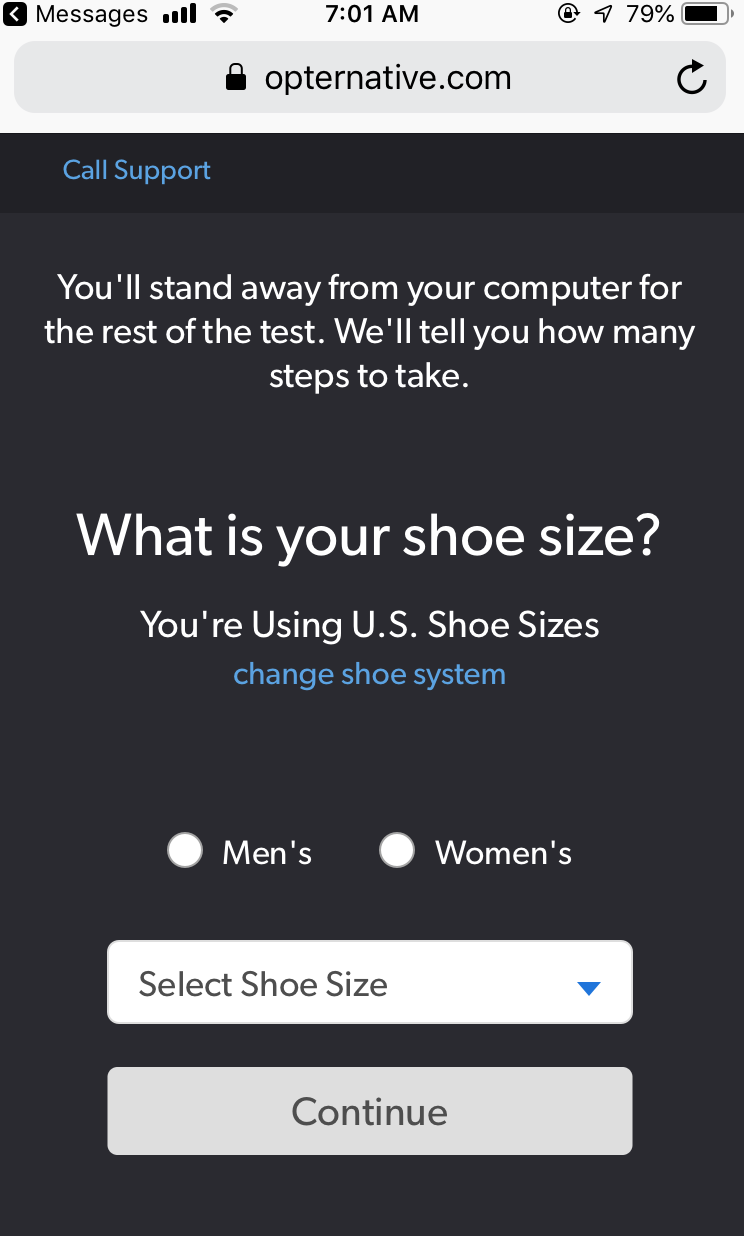 Messages 7:01 AM 79%
opternative.com
Call Support
You'll stand away from your computer for
the rest of the test. We'll tell you how many
steps to take.
What is your shoe size?
You're Using U.S. Shoe Sizes
change shoe system
Men's Women's
Select Shoe Size
Continue